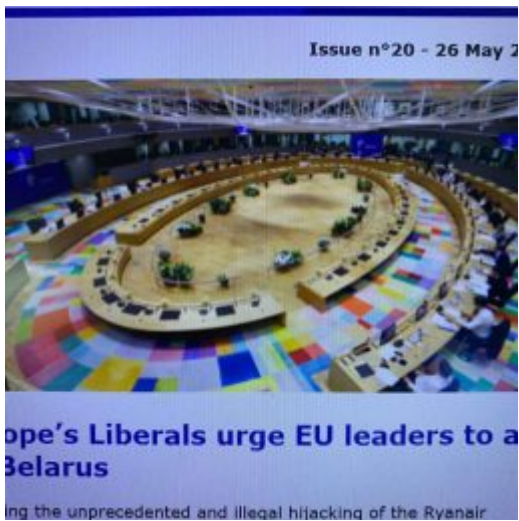 Issue n°20 - 26 May 2
ope's Liberals urge EU leaders to a
Belarus
ing the unprecedented and illegal hijacking of the Ryanair